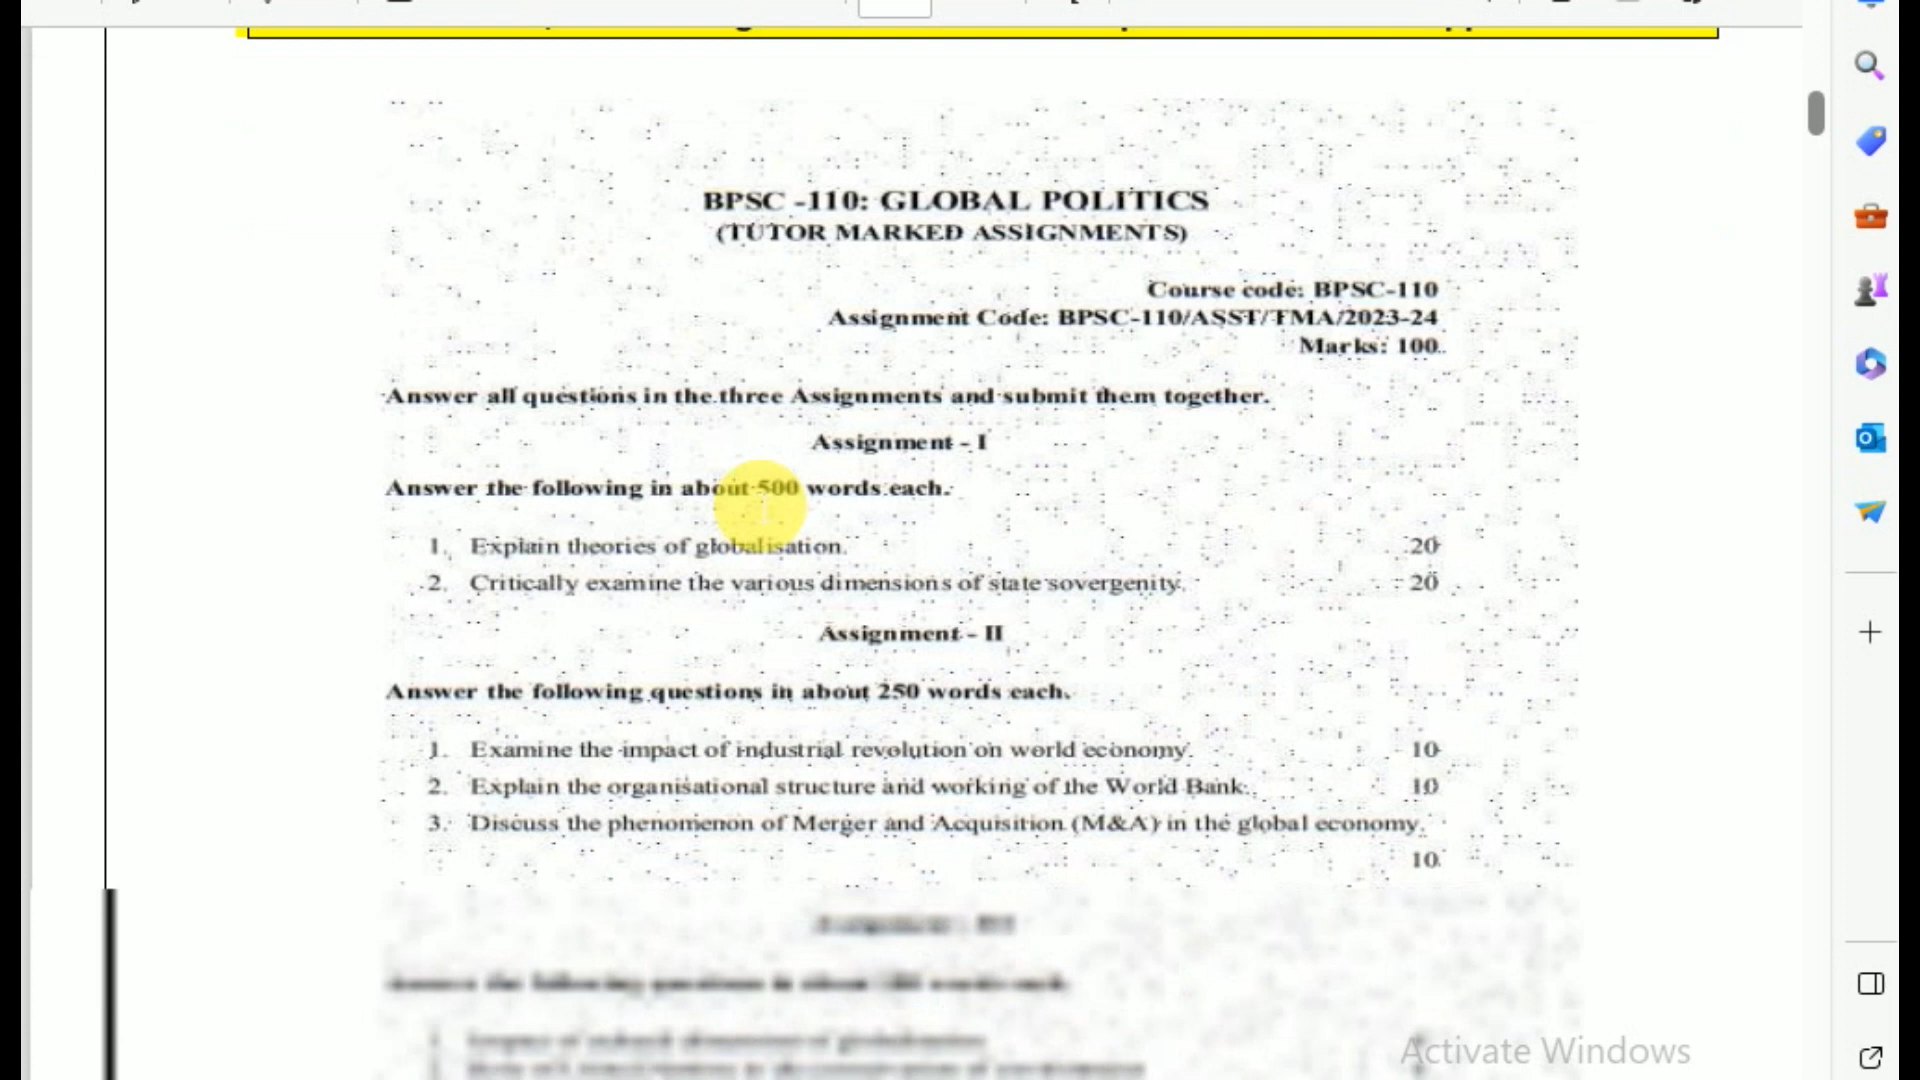 BPSC -110: GLOBAL POLITICS
(TUTOR MARKED ASSIGNMENTS)
Course code: BPSC-110
Assignment Code: BPSC-110/ASST/TMA/2023-24
Marks: 100
Answer all questions in the three Assignments and submit them together.
Assignment - I
Answer the following in about 500 words each.
1. Explain theories of globalisation. 20
2. Critically examine the various dimensions of state sovergenity. 20
Assignment - II
Answer the following questions in about 250 words each.
1. Examine the impact of industrial revolution on world economy. 10
2. Explain the organisational structure and working of the World Bank. 10
3. Discuss the phenomenon of Merger and Acquisition (M&A) in the global economy.
10
Activate Windows